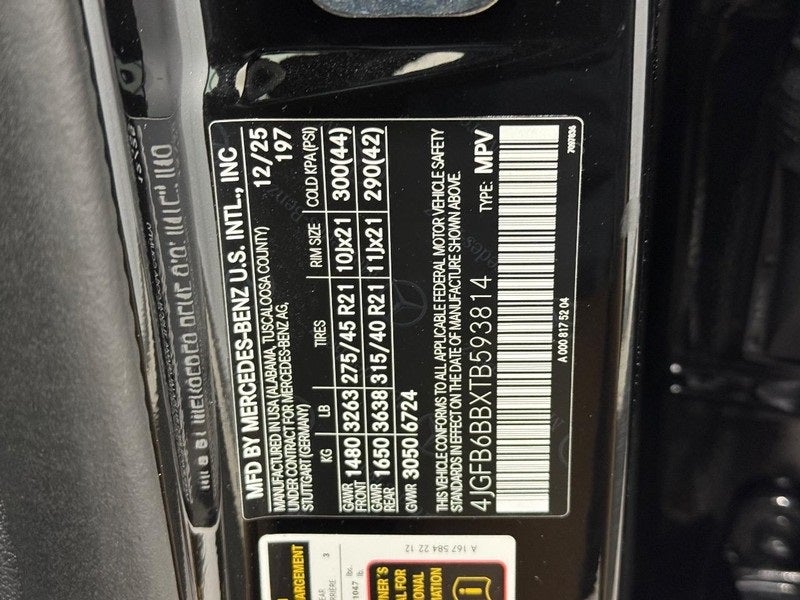 MFD BY MERCEDES-BENZ U.S. INTL., INC
MANUFACTURED IN USA (ALABAMA, TUSCALOOSA COUNTY) 12/25
UNDER CONTRACT FOR MERCEDES-BENZ AG, 197
STUTTGART (GERMANY)
KG LB TIRES RIM SIZE COLD KPA (PSI)
GAWR FRONT 1480 3263 275/45 R21 10Jx21 300(44)
GAWR REAR 1650 3638 315/40 R21 11Jx21 290(42)
GVWR 3050 6724
THIS VEHICLE CONFORMS TO ALL APPLICABLE FEDERAL MOTOR VEHICLE SAFETY
STANDARDS IN EFFECT ON THE DATE OF MANUFACTURE SHOWN ABOVE.
4JGFB6BBXTB593814 TYPE: MPV
A 000 817 52 04 7097836
A 167 584 22 12